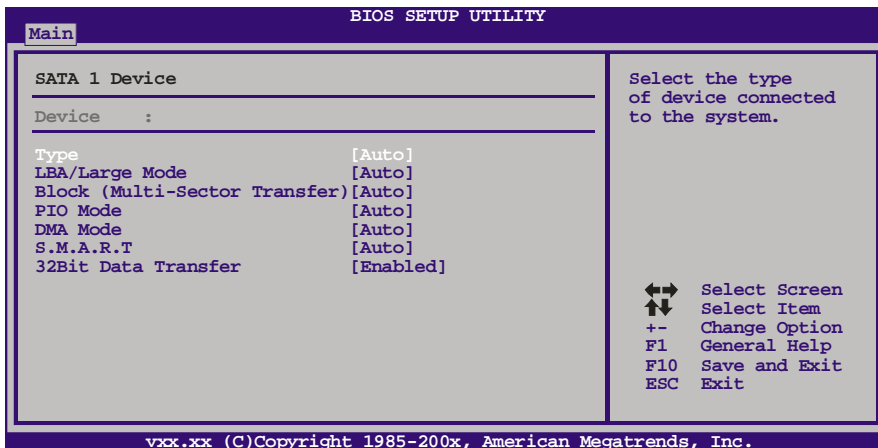 BIOS SETUP UTILITY
Main
SATA 1 Device
Device :
Type [Auto]
LBA/Large Mode [Auto]
Block (Multi-Sector Transfer)[Auto]
PIO Mode [Auto]
DMA Mode [Auto]
S.M.A.R.T [Auto]
32Bit Data Transfer [Enabled]
Select the type
of device connected
to the system.
Select Screen
Select Item
+- Change Option
F1 General Help
F10 Save and Exit
ESC Exit
vxx.xx (C)Copyright 1985-200x, American Megatrends, Inc.